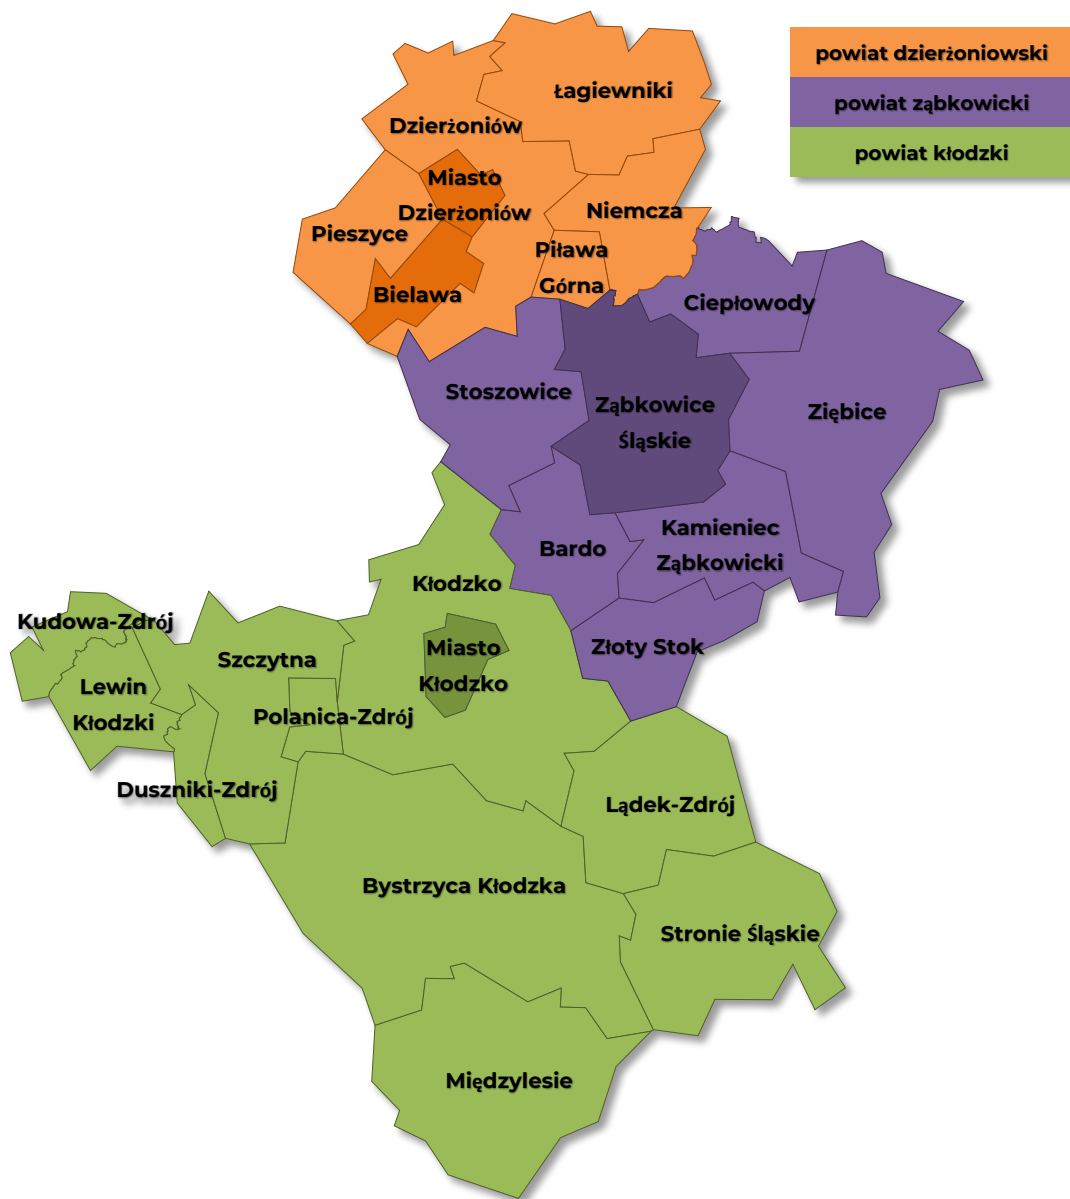 powiat dzierżoniowski
powiat ząbkowicki
powiat kłodzki
Łagiewniki
Dzierżoniów
Miasto
Dzierżoniów
Niemcza
Pieszyce
Piława
Górna
Bielawa
Ciepłowody
Stoszowice
Ząbkowice
Śląskie
Ziębice
Bardo
Kamieniec
Ząbkowicki
Kłodzko
Złoty Stok
Kudowa-Zdrój
Szczytna
Miasto
Kłodzko
Lewin
Kłodzki
Polanica-Zdrój
Duszniki-Zdrój
Lądek-Zdrój
Bystrzyca Kłodzka
Stronie Śląskie
Międzylesie